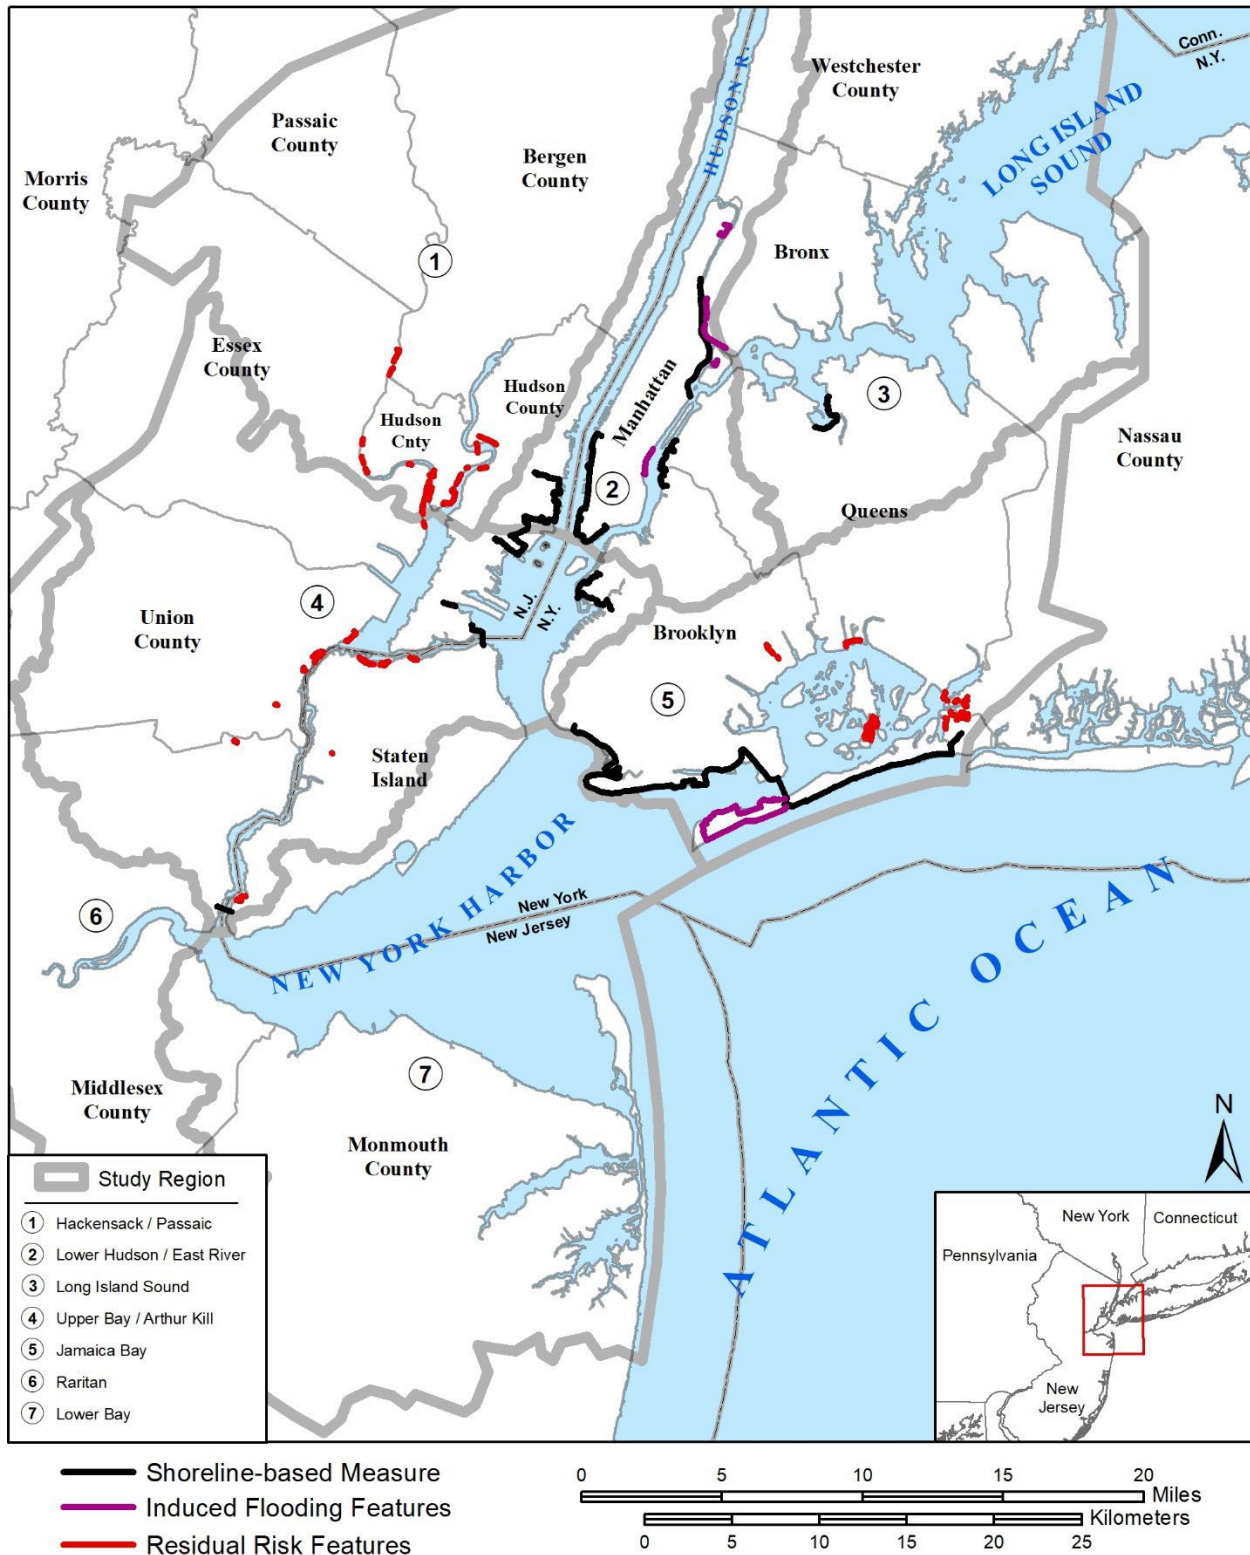 Conn.
N.Y.
Westchester
County
HUDSON R.
LONG ISLAND
SOUND
Passaic
County
Bergen
County
Morris
County
Bronx
1
Essex
County
Hudson
County
Manhattan
3
Hudson
Cnty
Nassau
County
2
Queens
4
N.J.
N.Y.
Union
County
Brooklyn
5
Staten
Island
NEW YORK HARBOR
6
New York
New Jersey
ATLANTIC OCEAN
7
Middlesex
County
Monmouth
County
N
Study Region
1 Hackensack / Passaic
2 Lower Hudson / East River
3 Long Island Sound
4 Upper Bay / Arthur Kill
5 Jamaica Bay
6 Raritan
7 Lower Bay
New York
Connecticut
Pennsylvania
New
Jersey
Shoreline-based Measure
Induced Flooding Features
Residual Risk Features
0 5 10 15 20
Miles
Kilometers
0 5 10 15 20 25